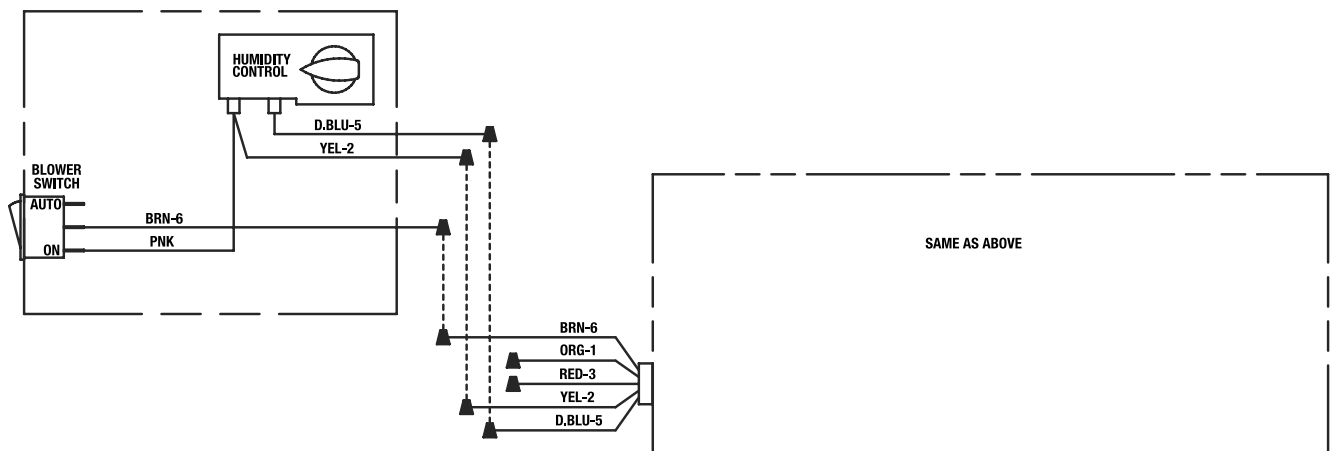 HUMIDITY
CONTROL
D.BLU-5
YEL-2
BLOWER
SWITCH
AUTO
BRN-6
ON
PNK
SAME AS ABOVE
BRN-6
ORG-1
RED-3
YEL-2
D.BLU-5